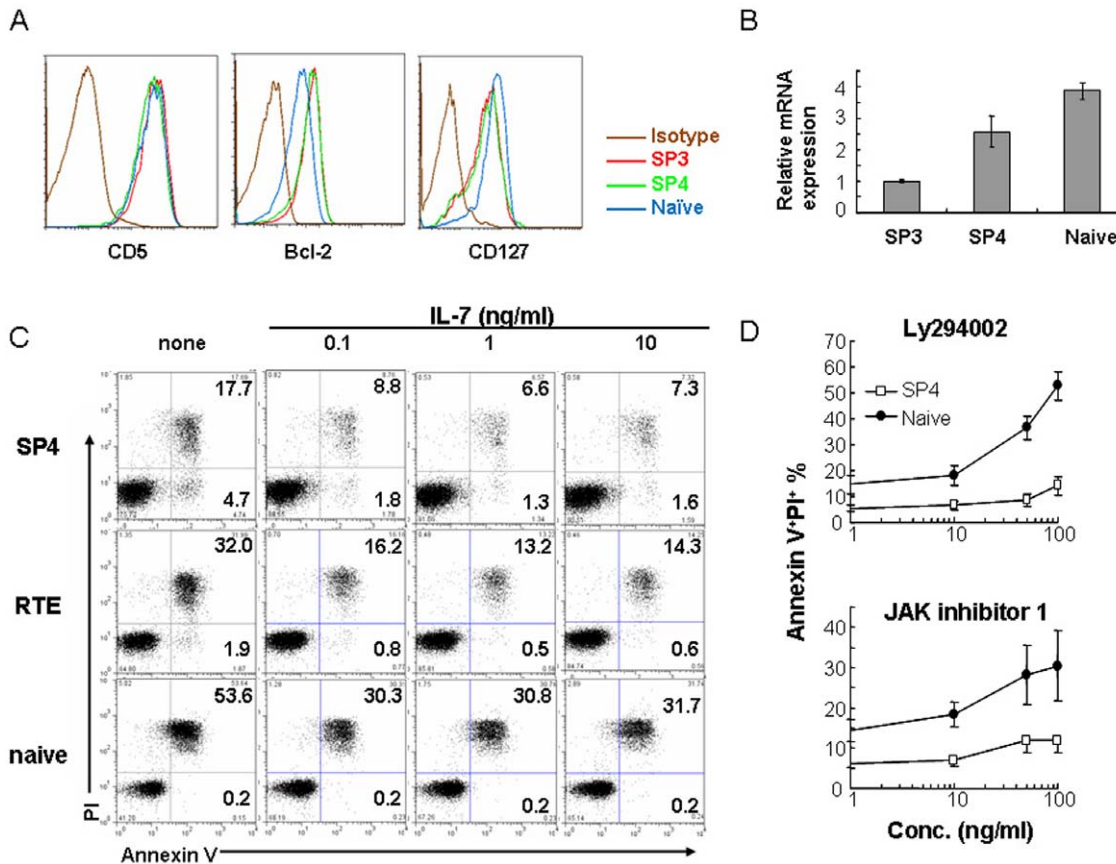 A
CD5
Bcl-2
CD127
Isotype
SP3
SP4
Naïve
B
Relative mRNA
expression
4
3
2
1
0
SP3 SP4 Naive
C
IL-7 (ng/ml)
none 0.1 1 10
SP4
17.7 8.8 6.6 7.3
4.7 1.8 1.3 1.6
RTE
32.0 16.2 13.2 14.3
1.9 0.8 0.5 0.6
naive
53.6 30.3 30.8 31.7
0.2 0.2 0.2 0.2
PI
Annexin V
D
Ly294002
70
60
50
40
30
20
10
0
SP4
Naive
1 10 100
Annexin V⁺PI⁺ %
JAK inhibitor 1
40
30
20
10
0
1 10 100
Conc. (ng/ml)